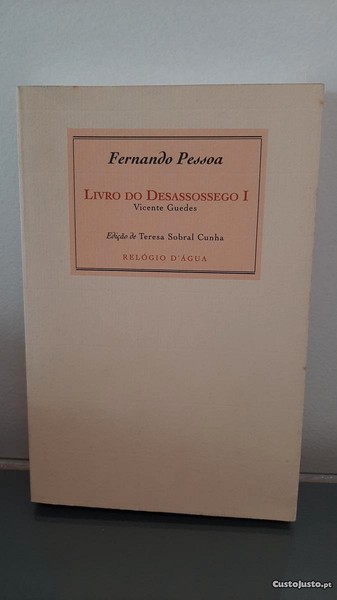 Fernando Pessoa
LIVRO DO DESASSOSSEGO I
Vicente Guedes
Edição de Teresa Sobral Cunha
RELÓGIO D'ÁGUA
CustoJusto.pt